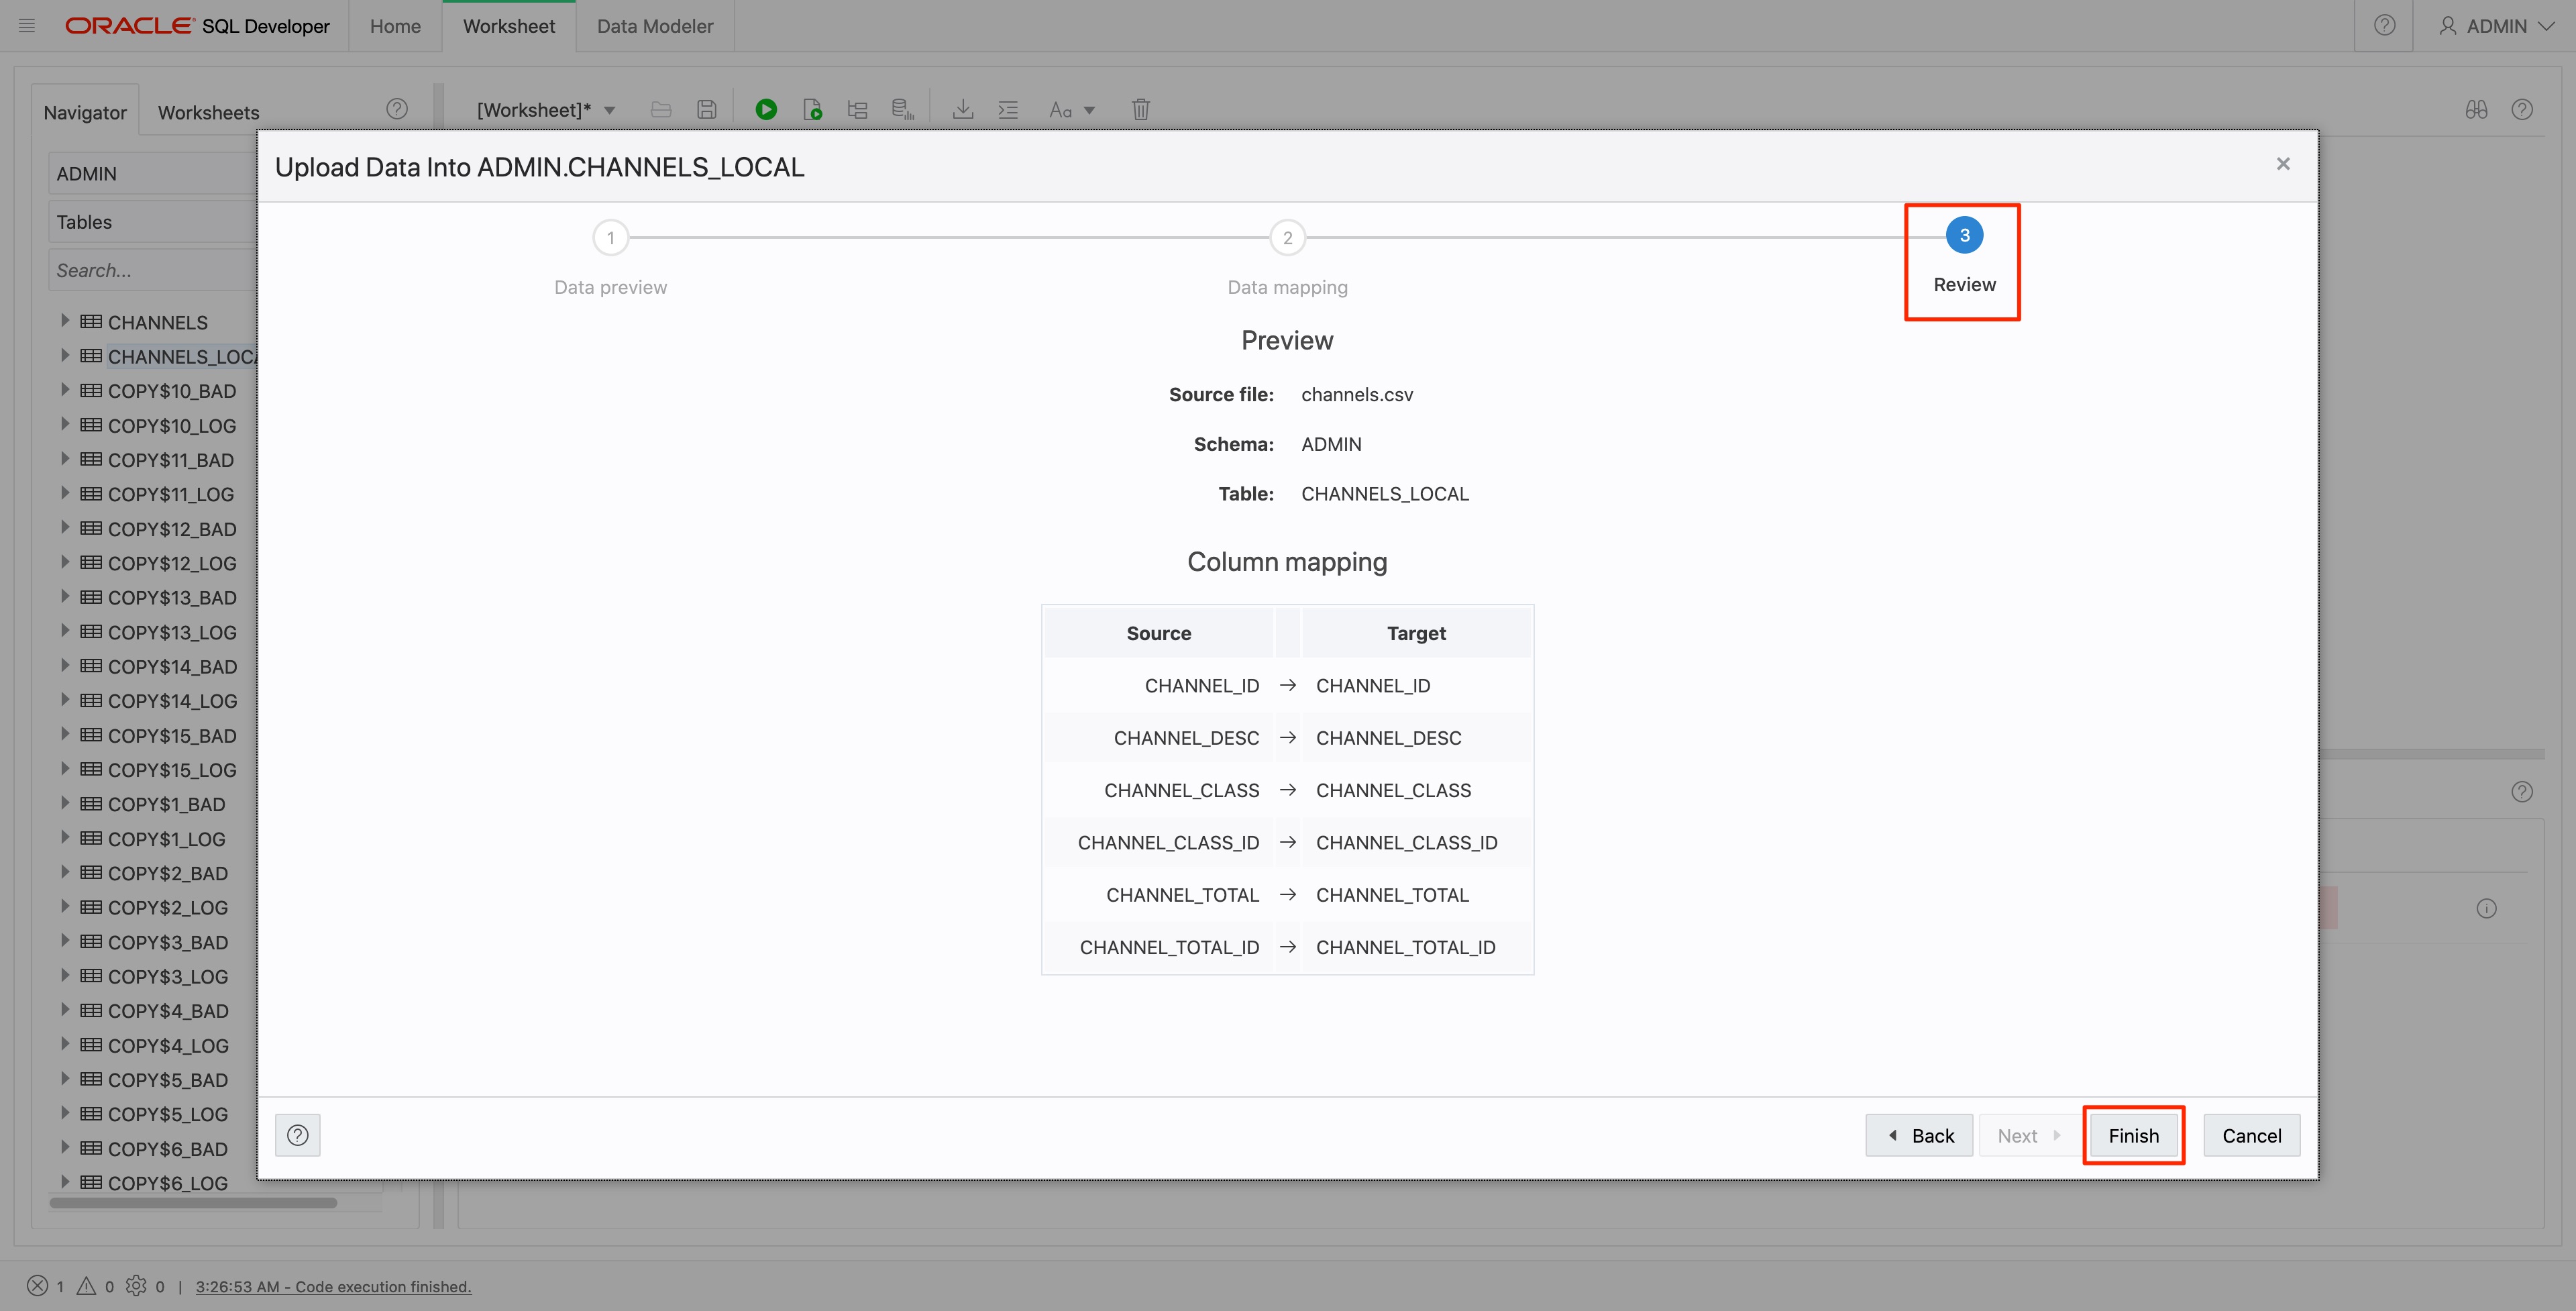 ORACLE SQL Developer Home Worksheet Data Modeler ADMIN
Navigator Worksheets [Worksheet]* Aa
Upload Data Into ADMIN.CHANNELS_LOCAL
ADMIN
Tables
Search...
CHANNELS
CHANNELS_LOCA
COPY$10_BAD
COPY$10_LOG
COPY$11_BAD
COPY$11_LOG
COPY$12_BAD
COPY$12_LOG
COPY$13_BAD
COPY$13_LOG
COPY$14_BAD
COPY$14_LOG
COPY$15_BAD
COPY$15_LOG
COPY$1_BAD
COPY$1_LOG
COPY$2_BAD
COPY$2_LOG
COPY$3_BAD
COPY$3_LOG
COPY$4_BAD
COPY$4_LOG
COPY$5_BAD
COPY$5_LOG
COPY$6_BAD
COPY$6_LOG
1 2 3
Data preview Data mapping Review
Preview
Source file: channels.csv
Schema: ADMIN
Table: CHANNELS_LOCAL
Column mapping
Source Target
CHANNEL_ID → CHANNEL_ID
CHANNEL_DESC → CHANNEL_DESC
CHANNEL_CLASS → CHANNEL_CLASS
CHANNEL_CLASS_ID → CHANNEL_CLASS_ID
CHANNEL_TOTAL → CHANNEL_TOTAL
CHANNEL_TOTAL_ID → CHANNEL_TOTAL_ID
Back Next Finish Cancel
1 0 0 | 3:26:53 AM - Code execution finished.